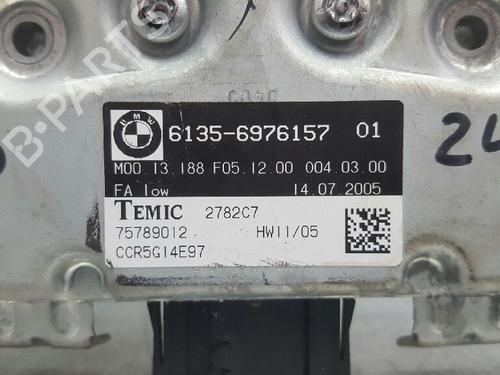 B-PARTS
BMW
6135-6976157 01
M00.13.188 F05.12.00 004.03.00
FA low 14.07.2005
TEMIC 2782C7
75789012 HW11/05
CCR5G14E97
24